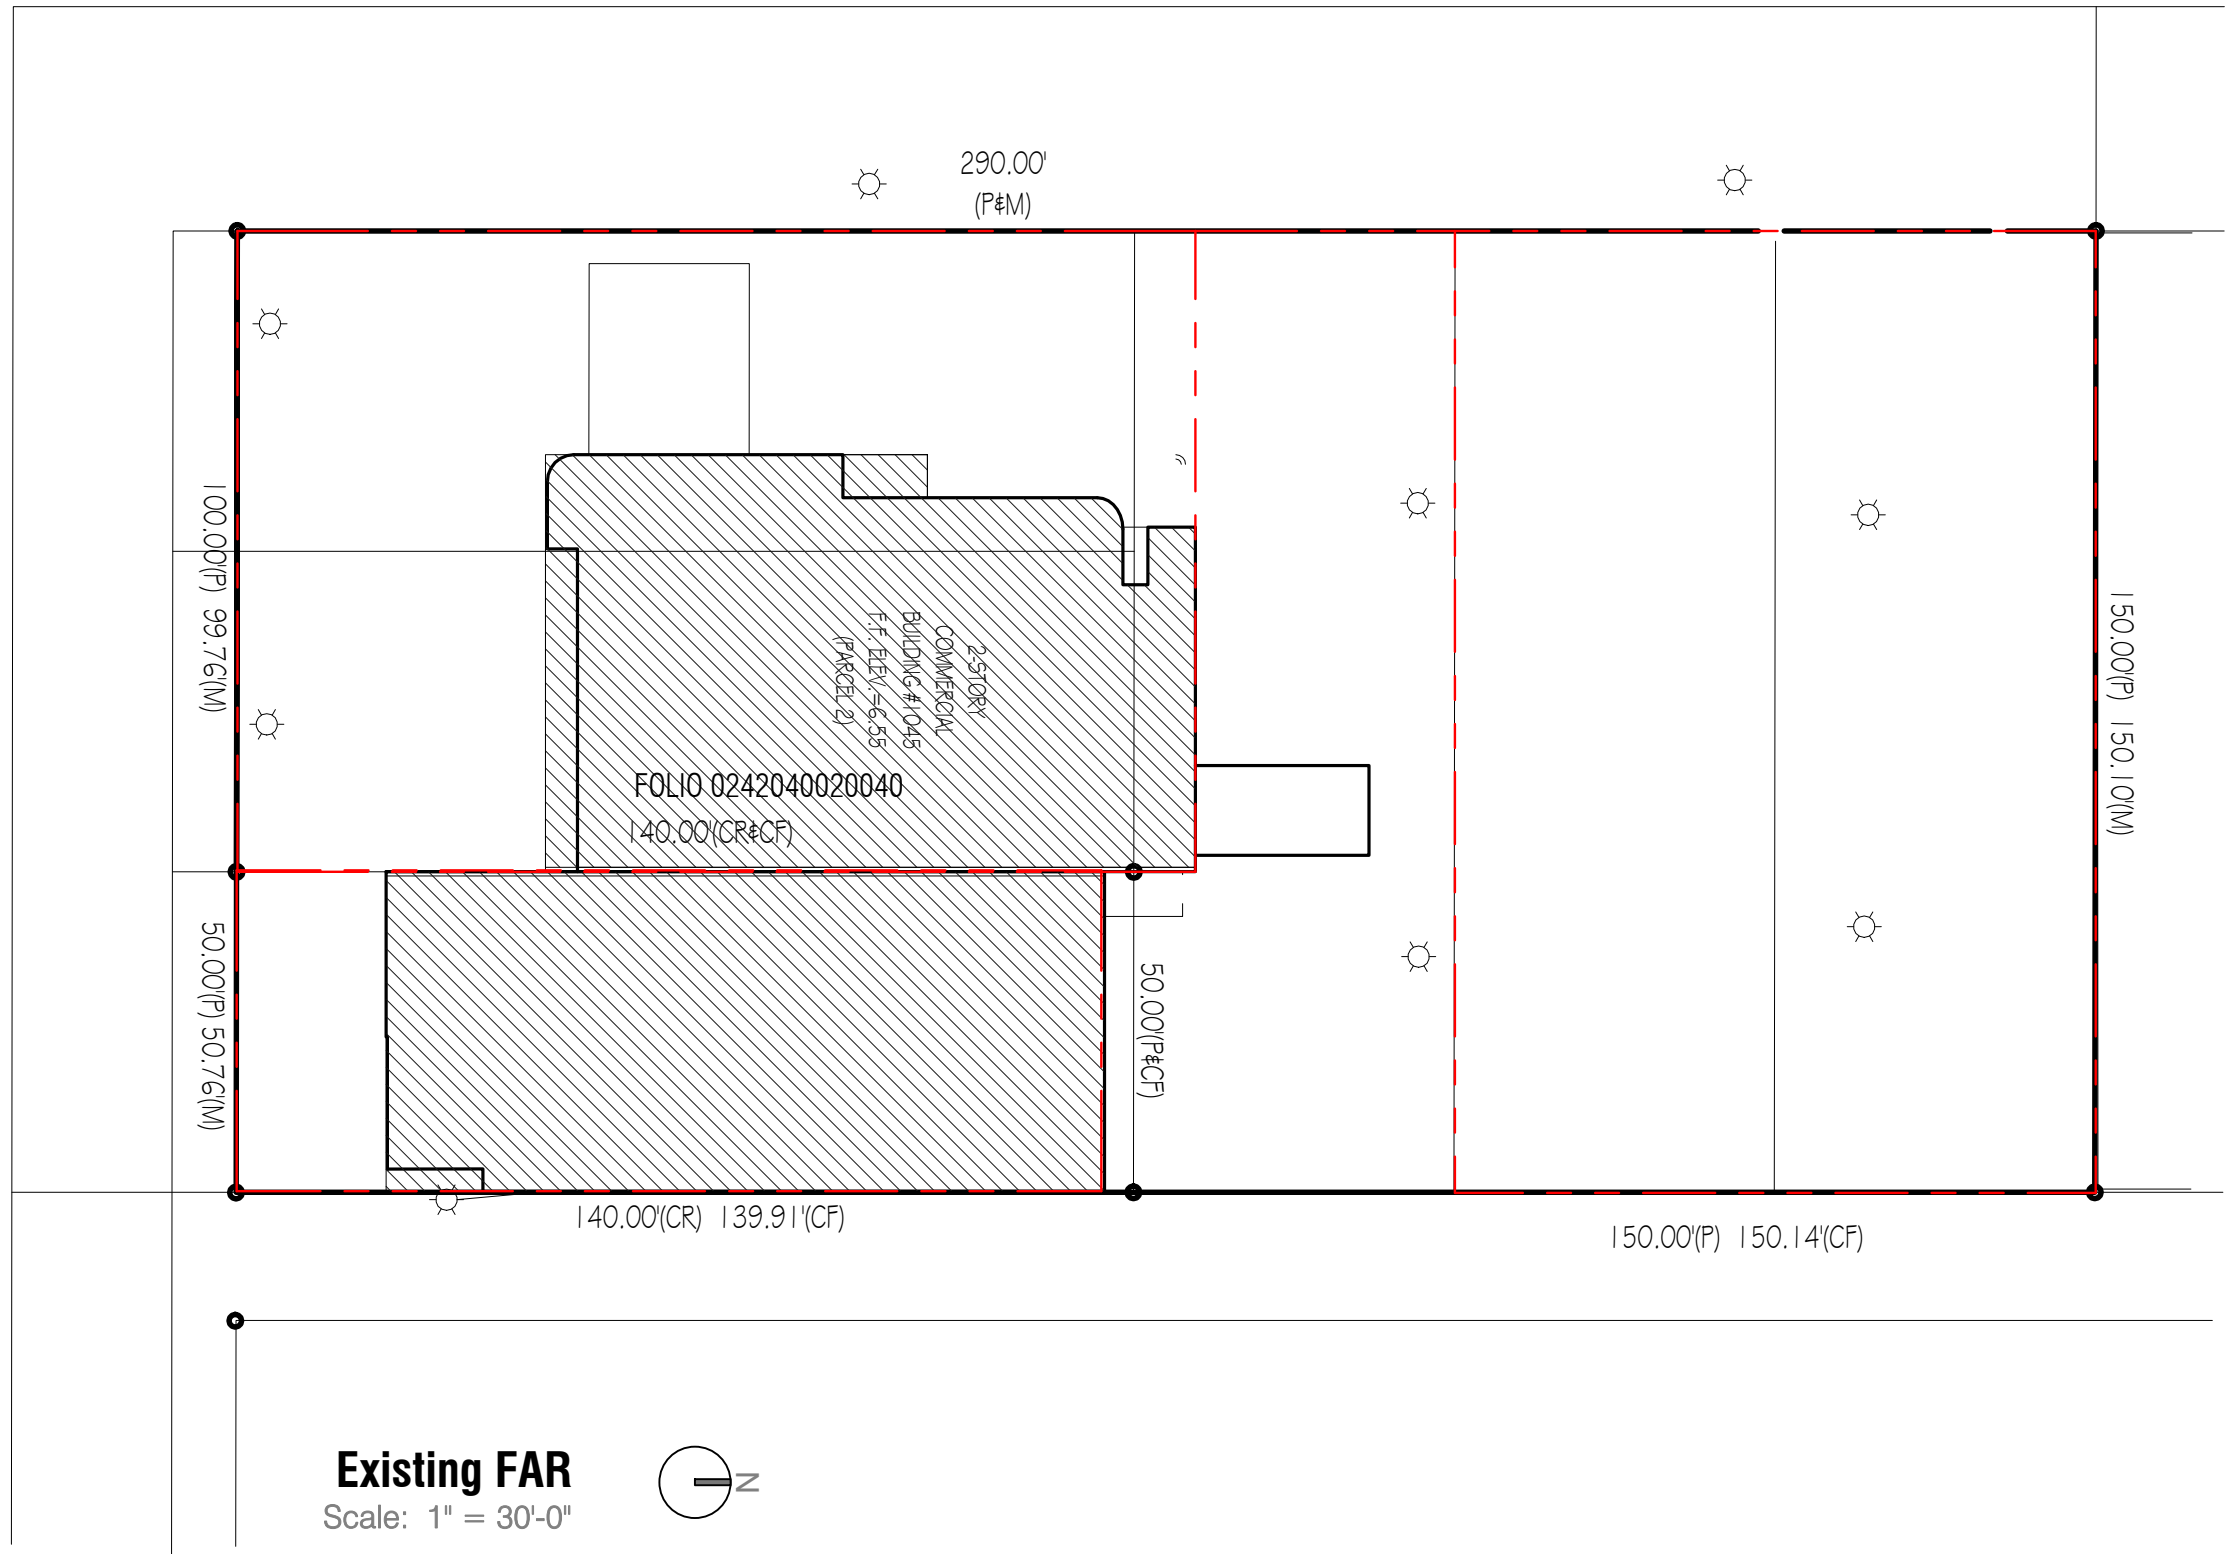 290.00'
(P&M)
100.00'(P) 99.76'(M)
150.00'(P) 150.10'(M)
2-STORY
COMMERCIAL
BUILDING #1045
F.F. ELEV.=6.55
(PARCEL 2)
FOLIO 0242040020040
140.00'(CR&CF)
50.00'(P) 50.76'(M)
50.00'(P&CF)
140.00'(CR) 139.91'(CF)
150.00'(P) 150.14'(CF)
Existing FAR
Scale: 1" = 30'-0"
N